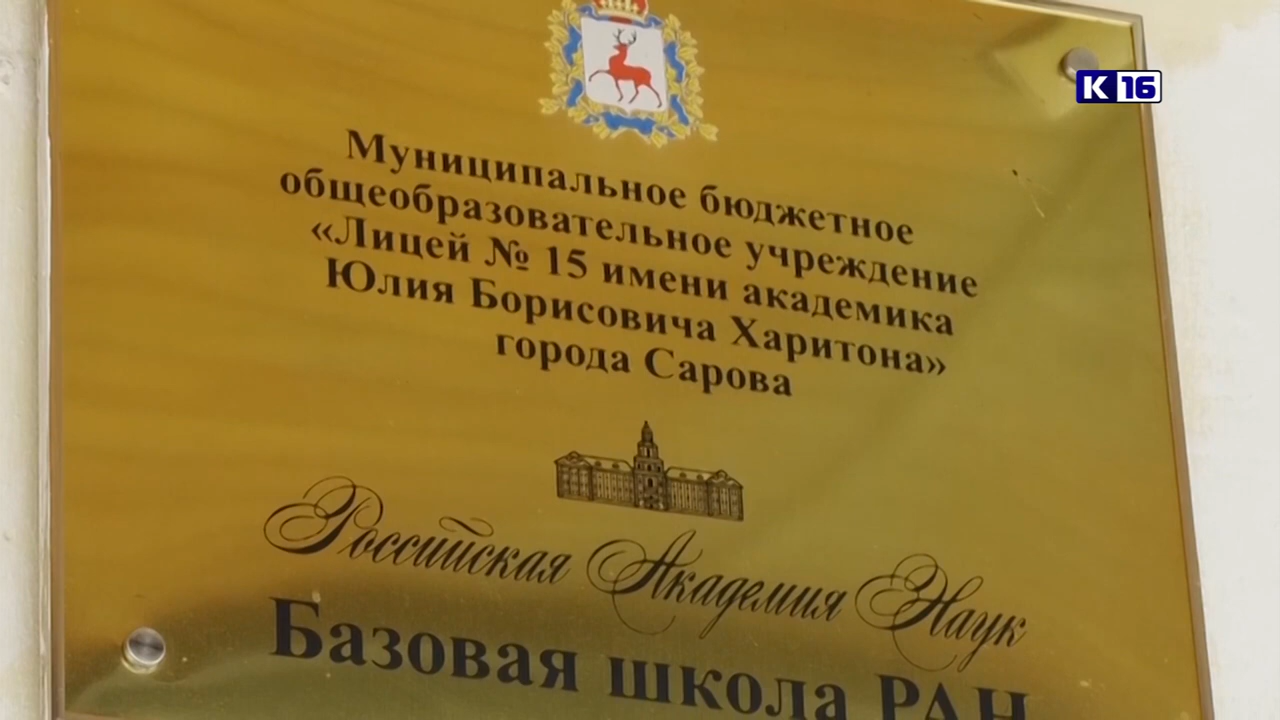 К 16
Муниципальное бюджетное
общеобразовательное учреждение
«Лицей № 15 имени академика
Юлия Борисовича Харитона»
города Сарова
Российская Академия Наук
Базовая школа РАН